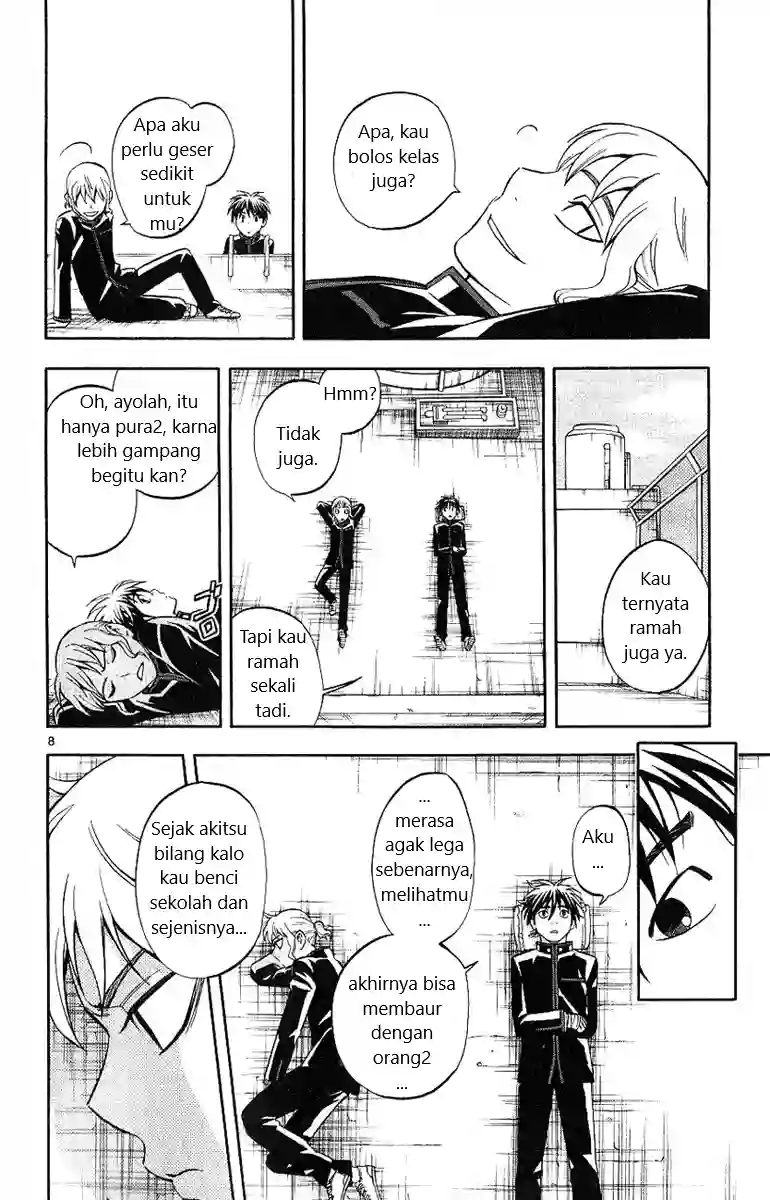 Apa, kau
bolos kelas
juga?
Apa aku
perlu geser
sedikit
untuk
mu?
Kau
ternyata
ramah
juga ya.
Hmm?
Tidak
juga.
Tapi kau
ramah
sekali
tadi.
Oh, ayolah, itu
hanya pura2, karna
lebih gampang
begitu kan?
8
Aku
...
...
merasa
agak lega
sebenarnya,
melihatmu
...
akhirnya bisa
membaur
dengan
orang2
...
Sejak akitsu
bilang kalo
kau benci
sekolah dan
sejenisnya...